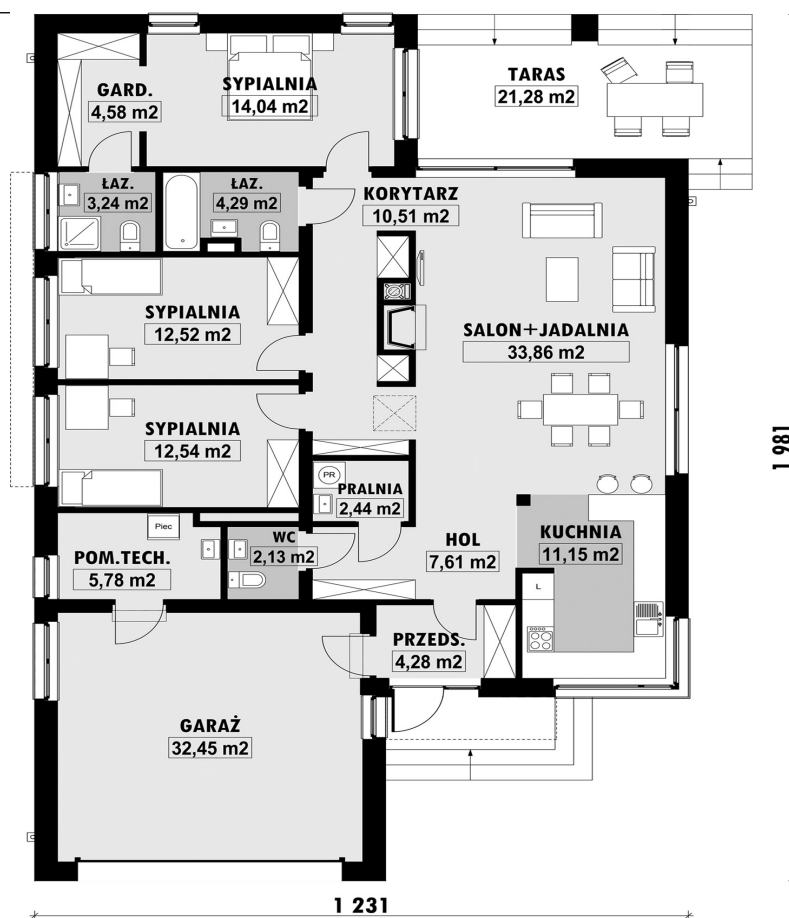 TARAS
21,28 m2
SYPIALNIA
14,04 m2
GARD.
4,58 m2
ŁAZ.
3,24 m2
ŁAZ.
4,29 m2
KORYTARZ
10,51 m2
SYPIALNIA
12,52 m2
SALON+JADALNIA
33,86 m2
SYPIALNIA
12,54 m2
1 981
PR
PRALNIA
2,44 m2
Piec
WC
2,13 m2
HOL
7,61 m2
KUCHNIA
11,15 m2
POM.TECH.
5,78 m2
L
PRZEDS.
4,28 m2
GARAŻ
32,45 m2
1 231